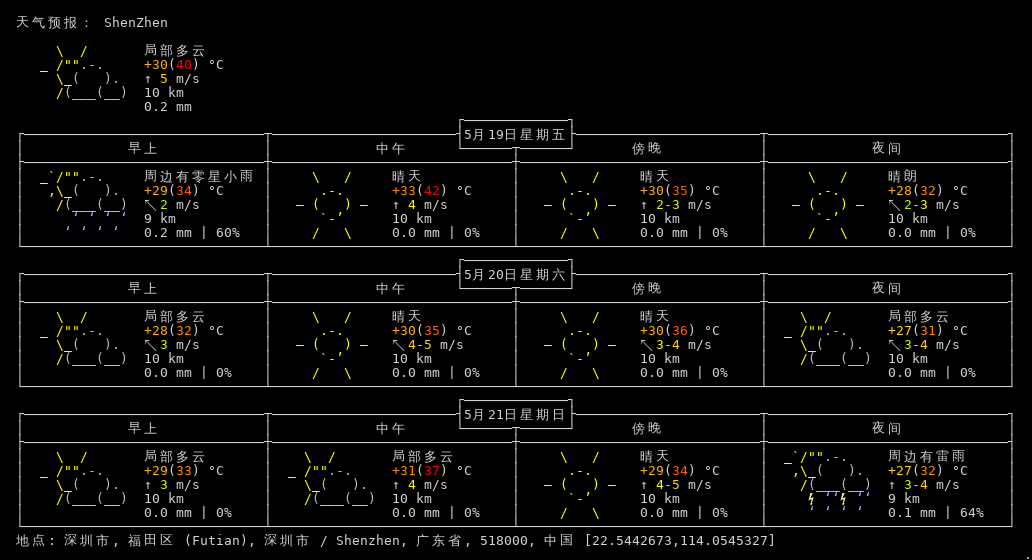 天气预报： ShenZhen
局部多云
+30(40) °C
↑ 5 m/s
10 km
0.2 mm
5月19日星期五
早上 中午 傍晚 夜间
周边有零星小雨 晴天 晴天 晴朗
+29(34) °C +33(42) °C +30(35) °C +28(32) °C
↖ 2 m/s ↑ 4 m/s ↑ 2-3 m/s ↖ 2-3 m/s
9 km 10 km 10 km 10 km
0.2 mm | 60% 0.0 mm | 0% 0.0 mm | 0% 0.0 mm | 0%
5月20日星期六
早上 中午 傍晚 夜间
局部多云 晴天 晴天 局部多云
+28(32) °C +30(35) °C +30(36) °C +27(31) °C
↖ 3 m/s ↖ 4-5 m/s ↖ 3-4 m/s ↖ 3-4 m/s
10 km 10 km 10 km 10 km
0.0 mm | 0% 0.0 mm | 0% 0.0 mm | 0% 0.0 mm | 0%
5月21日星期日
早上 中午 傍晚 夜间
局部多云 局部多云 晴天 周边有雷雨
+29(33) °C +31(37) °C +29(34) °C +27(32) °C
↑ 3 m/s ↑ 4 m/s ↑ 4-5 m/s ↑ 3-4 m/s
10 km 10 km 10 km 9 km
0.0 mm | 0% 0.0 mm | 0% 0.0 mm | 0% 0.1 mm | 64%
地点: 深圳市, 福田区 (Futian), 深圳市 / Shenzhen, 广东省, 518000, 中国 [22.5442673,114.0545327]